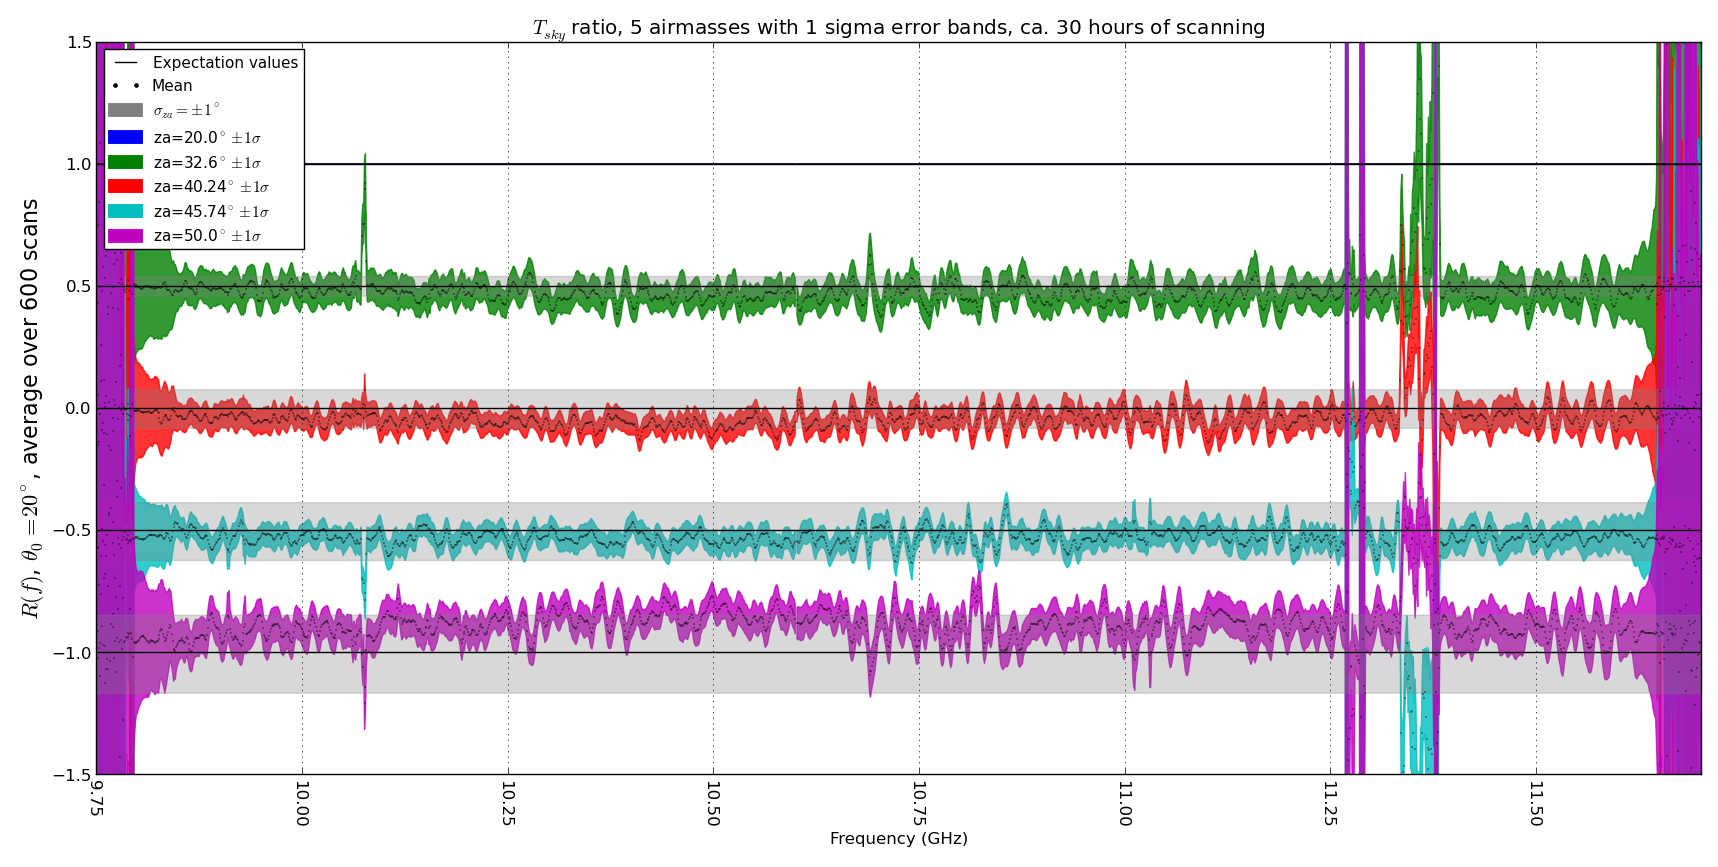 T_sky ratio, 5 airmasses with 1 sigma error bands, ca. 30 hours of scanning
R(f), θ₀ = 20°, average over 600 scans
1.5
1.0
0.5
0.0
−0.5
−1.0
−1.5
Expectation values
Mean
σ_za = ±1°
za=20.0° ±1σ
za=32.6° ±1σ
za=40.24° ±1σ
za=45.74° ±1σ
za=50.0° ±1σ
9.75
10.00
10.25
10.50
10.75
11.00
11.25
11.50
Frequency (GHz)